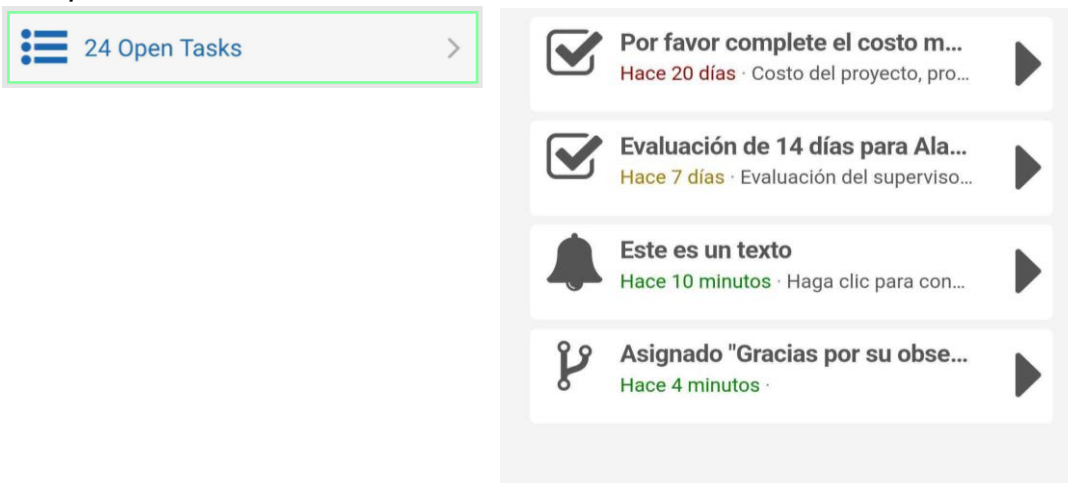 24 Open Tasks
Por favor complete el costo m...
Hace 20 días · Costo del proyecto, pro...
Evaluación de 14 días para Ala...
Hace 7 días · Evaluación del superviso...
Este es un texto
Hace 10 minutos · Haga clic para con...
Asignado "Gracias por su obse...
Hace 4 minutos ·